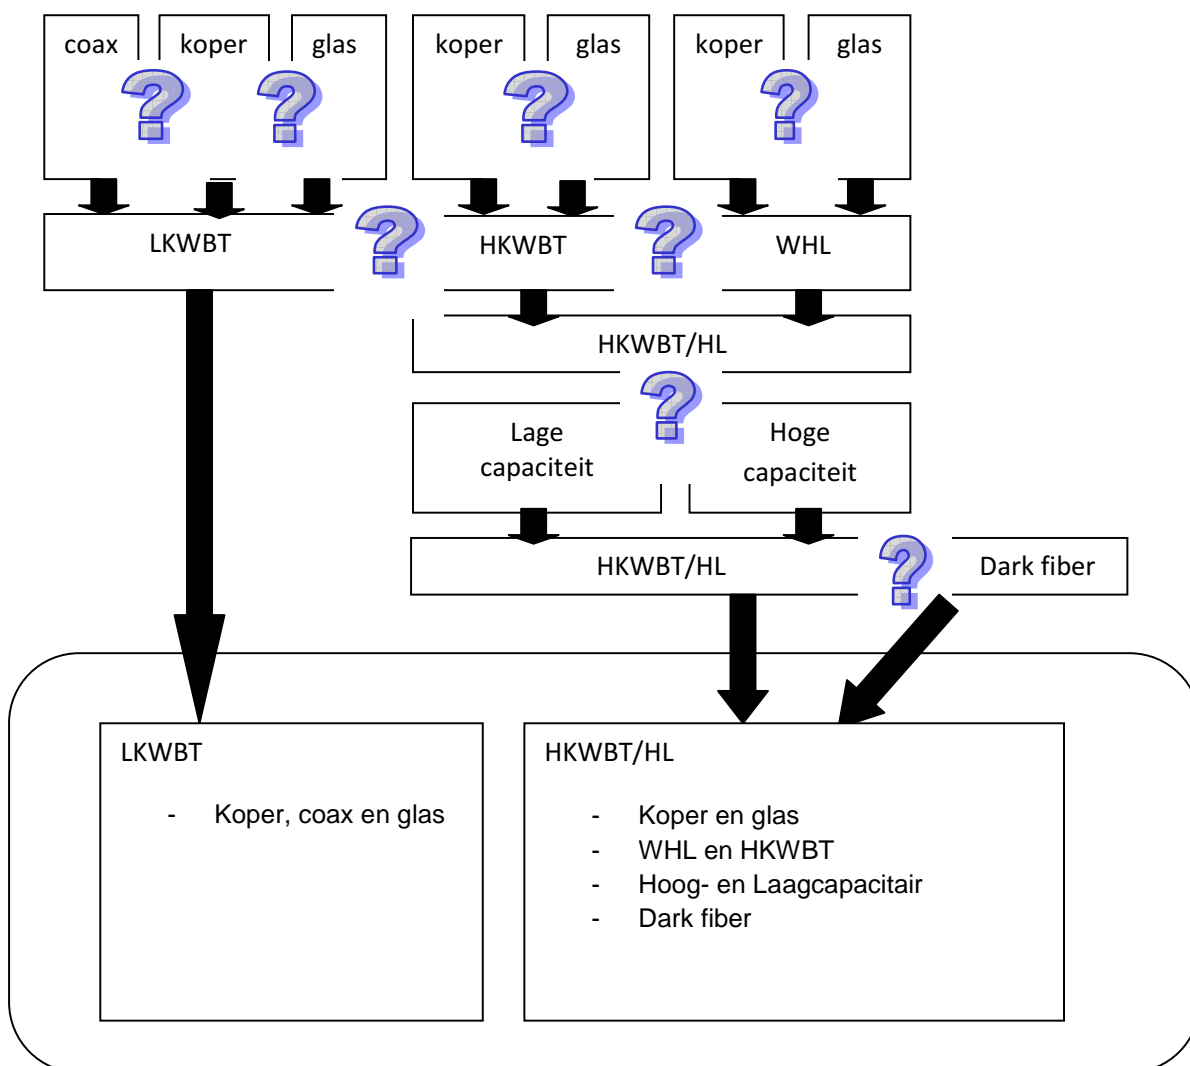 coax koper glas koper glas koper glas
LKWBT HKWBT WHL
HKWBT/HL
Lage capaciteit
Hoge capaciteit
HKWBT/HL Dark fiber
LKWBT
- Koper, coax en glas
HKWBT/HL
- Koper en glas
- WHL en HKWBT
- Hoog- en Laagcapacitair
- Dark fiber